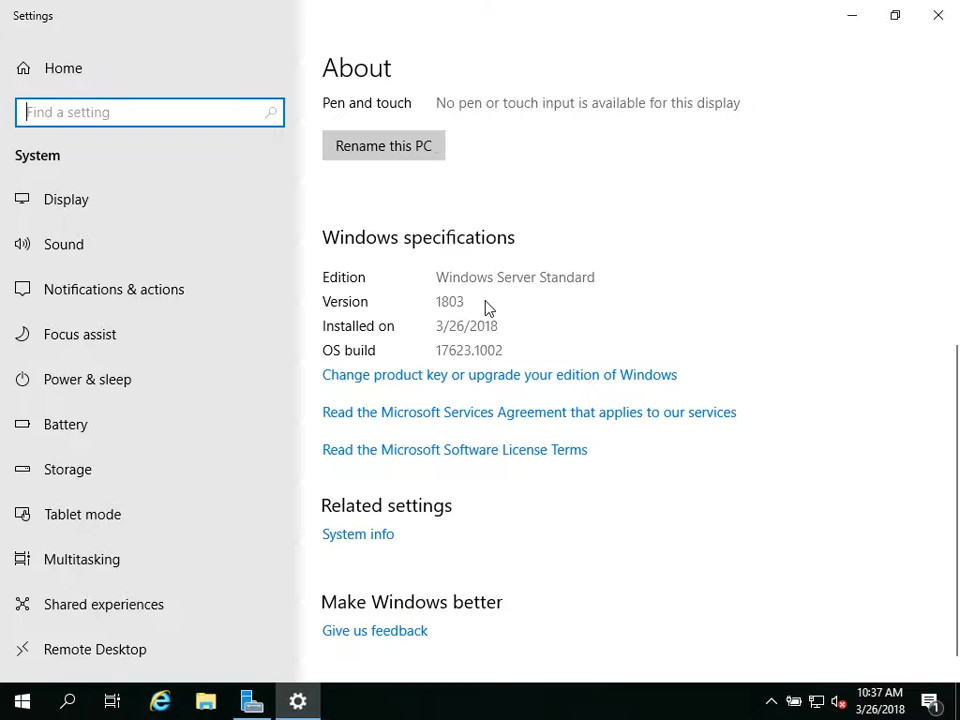 Settings
Home
Find a setting
System
Display
Sound
Notifications & actions
Focus assist
Power & sleep
Battery
Storage
Tablet mode
Multitasking
Shared experiences
Remote Desktop
About
Pen and touch No pen or touch input is available for this display
Rename this PC
Windows specifications
Edition Windows Server Standard
Version 1803
Installed on 3/26/2018
OS build 17623.1002
Change product key or upgrade your edition of Windows
Read the Microsoft Services Agreement that applies to our services
Read the Microsoft Software License Terms
Related settings
System info
Make Windows better
Give us feedback
10:37 AM
3/26/2018
1